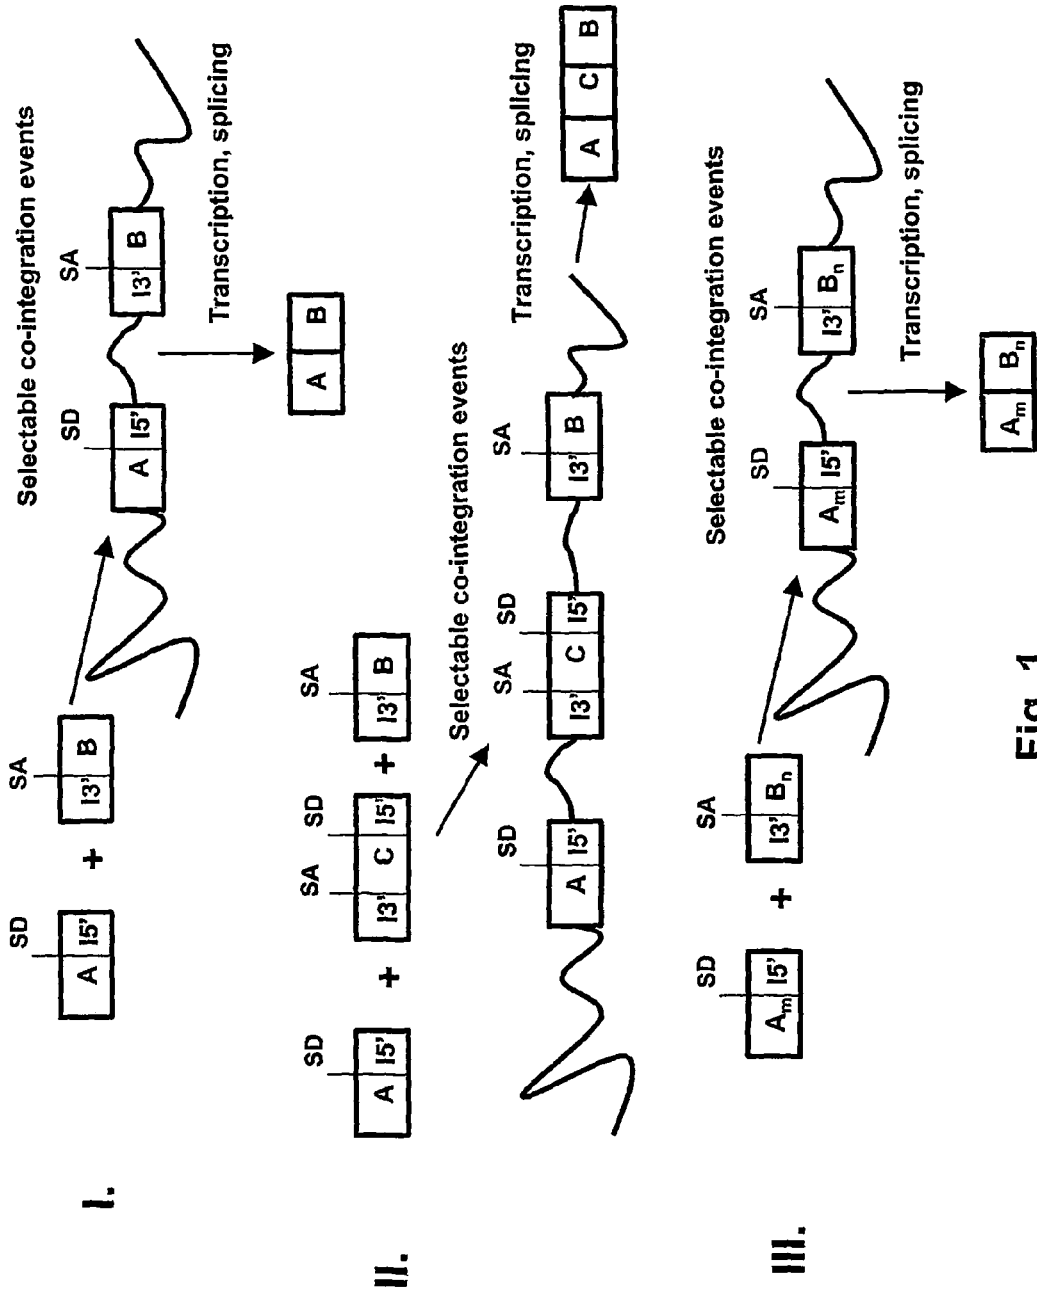 I.
SD
A I5'
+
SA
I3' B
Selectable co-integration events
SD
A I5'
SA
I3' B
Transcription, splicing
A B
II.
SD
A I5'
+
SA SD
I3' C I5'
+
SA
I3' B
Selectable co-integration events
SD
A I5'
SA SD
I3' C I5'
SA
I3' B
Transcription, splicing
A C B
III.
SD
Am I5'
+
SA
I3' Bn
Selectable co-integration events
SD
Am I5'
SA
I3' Bn
Transcription, splicing
Am Bn
Fig. 1